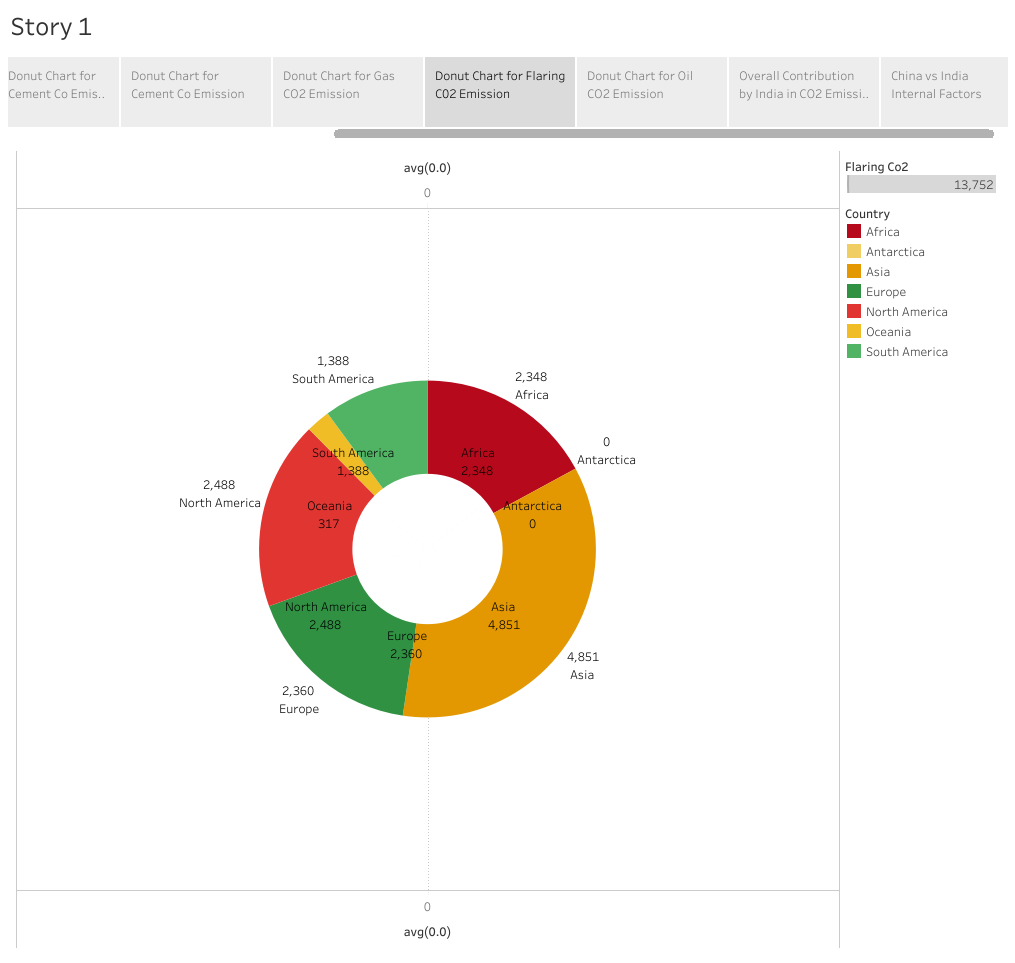 Story 1
Donut Chart for
Cement Co Emis..
Donut Chart for
Cement Co Emission
Donut Chart for Gas
CO2 Emission
Donut Chart for Flaring
CO2 Emission
Donut Chart for Oil
CO2 Emission
Overall Contribution
by India in CO2 Emissi..
China vs India
Internal Factors
avg(0.0)
0
1,388
South America
2,348
Africa
0
Antarctica
2,488
North America
South America
1,388
Africa
2,348
Oceania
317
Antarctica
0
North America
2,488
Asia
4,851
Europe
2,360
4,851
Asia
2,360
Europe
0
avg(0.0)
Flaring Co2
13,752
Country
Africa
Antarctica
Asia
Europe
North America
Oceania
South America